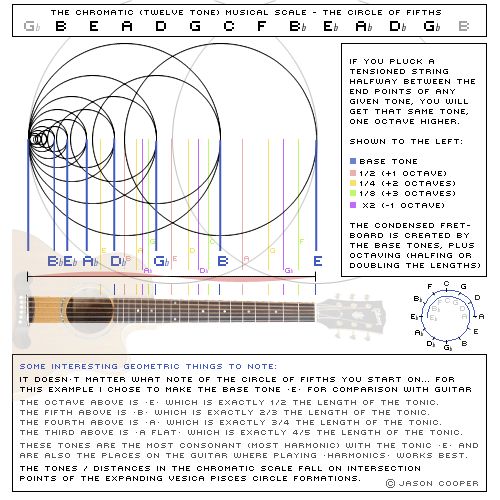 THE CHROMATIC (TWELVE TONE) MUSICAL SCALE - THE CIRCLE OF FIFTHS
G♭ B E A D G C F B♭ E♭ A♭ D♭ G♭ B
IF YOU PLUCK A
TENSIONED STRING
HALFWAY BETWEEN THE
END POINTS OF ANY
GIVEN TONE, YOU WILL
GET THAT SAME TONE,
ONE OCTAVE HIGHER.
SHOWN TO THE LEFT:
BASE TONE
1/2 (+1 OCTAVE)
1/4 (+2 OCTAVES)
1/8 (+3 OCTAVES)
X2 (-1 OCTAVE)
THE CONDENSED FRET-
BOARD IS CREATED BY
THE BASE TONES, PLUS
OCTAVING (HALFING OR
DOUBLING THE LENGTHS)
B♭ E♭ A♭ D♭ G♭ B E
A♭ D♭ G♭
F C G
B♭ D
E♭ A
A♭ E
D♭ G♭ B
SOME INTERESTING GEOMETRIC THINGS TO NOTE:
IT DOESN'T MATTER WHAT NOTE OF THE CIRCLE OF FIFTHS YOU START ON... FOR
THIS EXAMPLE I CHOSE TO MAKE THE BASE TONE 'E' FOR COMPARISON WITH GUITAR
THE OCTAVE ABOVE IS 'E' WHICH IS EXACTLY 1/2 THE LENGTH OF THE TONIC.
THE FIFTH ABOVE IS 'B' WHICH IS EXACTLY 2/3 THE LENGTH OF THE TONIC.
THE FOURTH ABOVE IS 'A' WHICH IS EXACTLY 3/4 THE LENGTH OF THE TONIC.
THE THIRD ABOVE IS 'A FLAT' WHICH IS EXACTLY 4/5 THE LENGTH OF THE TONIC.
THESE TONES ARE THE MOST CONSONANT (MOST HARMONIC) WITH THE TONIC 'E' AND
ARE ALSO THE PLACES ON THE GUITAR WHERE PLAYING 'HARMONICS' WORKS BEST.
THE TONES / DISTANCES IN THE CHROMATIC SCALE FALL ON INTERSECTION
POINTS OF THE EXPANDING VESICA PISCES CIRCLE FORMATIONS.
© JASON COOPER